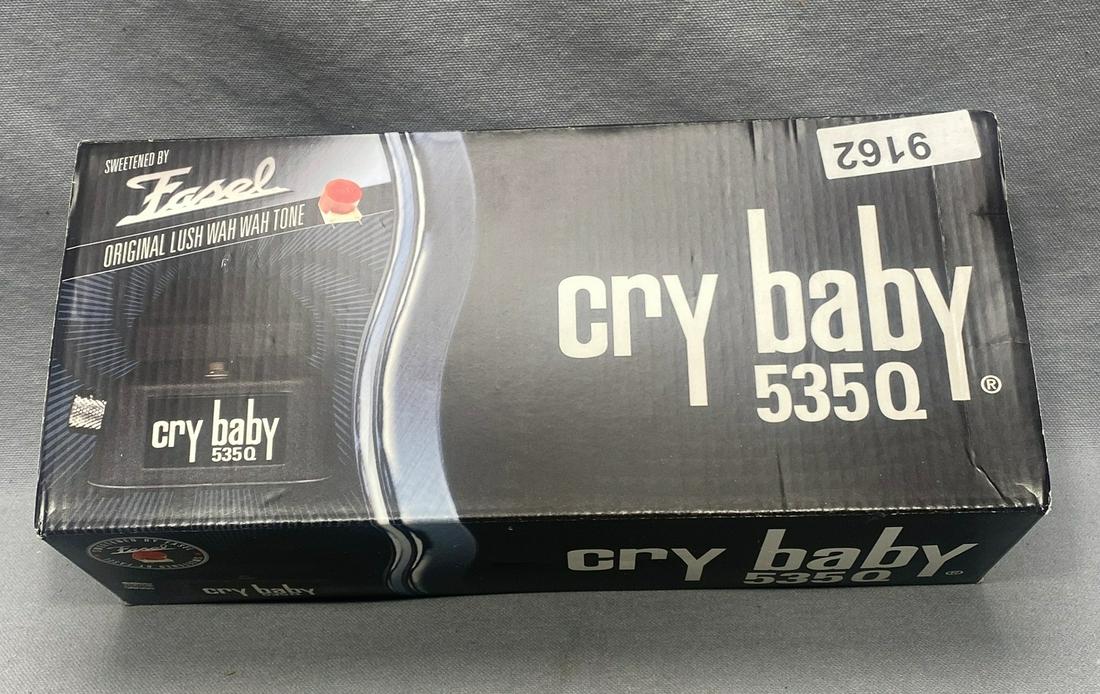 SWEETENED BY
Fasel
ORIGINAL LUSH WAH WAH TONE
9162
cry baby
535Q
®
cry baby
535Q
Fasel
cry baby
535Q
cry baby